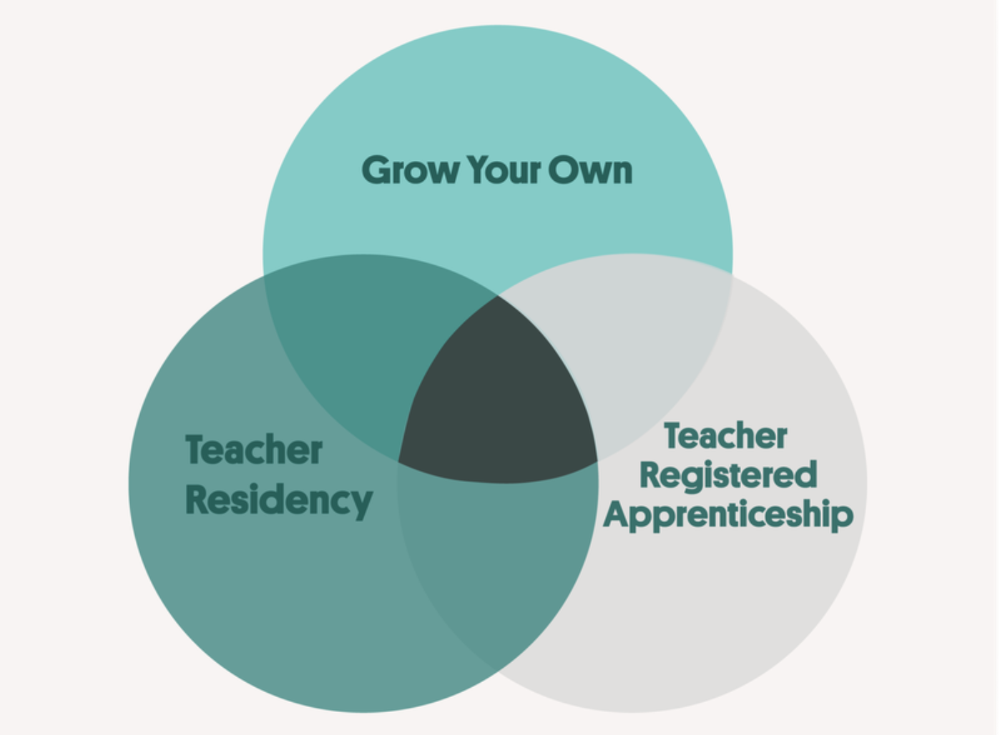 Grow Your Own
Teacher
Residency
Teacher
Registered
Apprenticeship